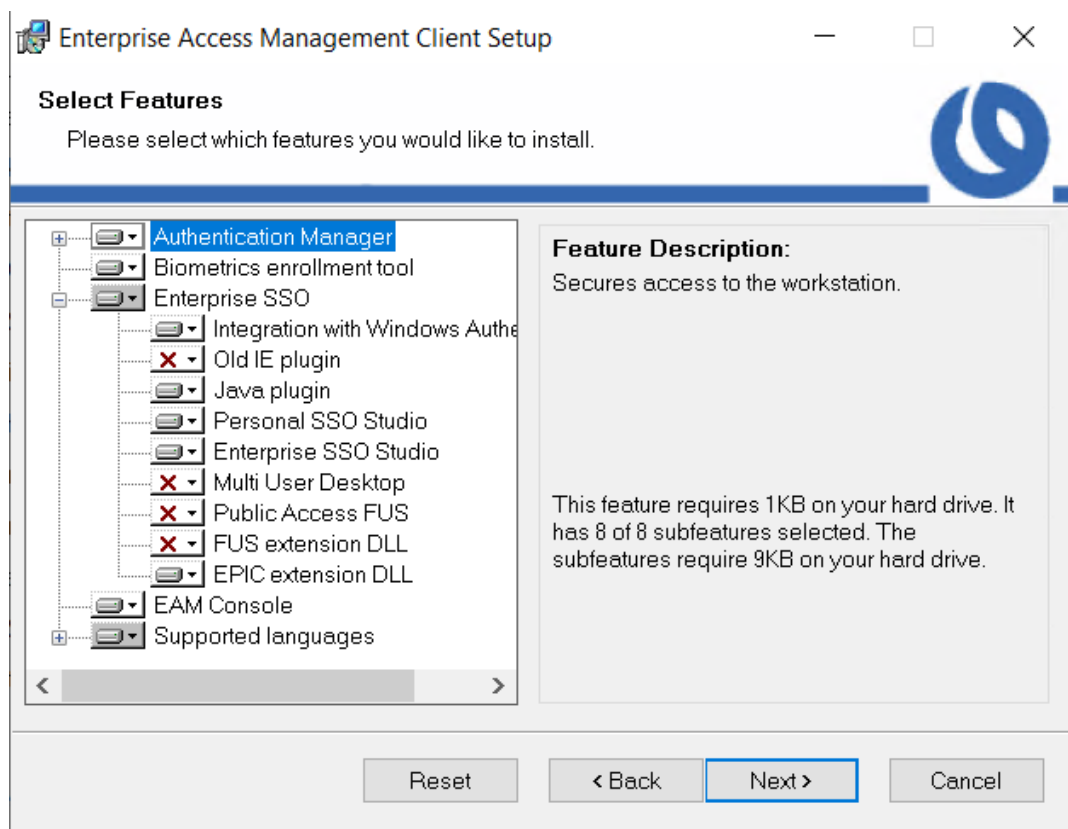 Enterprise Access Management Client Setup
Select Features
Please select which features you would like to install.
Authentication Manager
Biometrics enrollment tool
Enterprise SSO
Integration with Windows Authe
Old IE plugin
Java plugin
Personal SSO Studio
Enterprise SSO Studio
Multi User Desktop
Public Access FUS
FUS extension DLL
EPIC extension DLL
EAM Console
Supported languages
Feature Description:
Secures access to the workstation.
This feature requires 1KB on your hard drive. It
has 8 of 8 subfeatures selected. The
subfeatures require 9KB on your hard drive.
Reset
< Back
Next >
Cancel